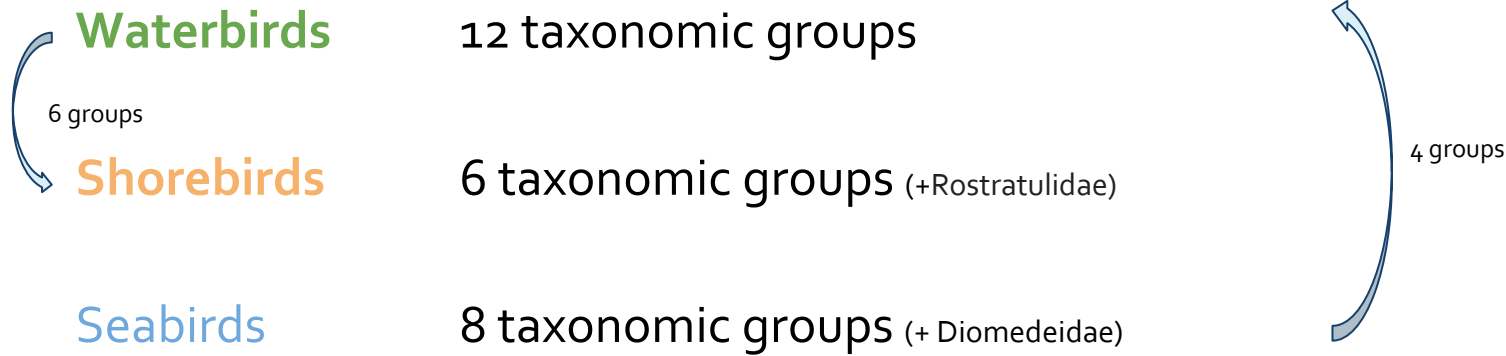 Waterbirds 12 taxonomic groups
6 groups
4 groups
Shorebirds 6 taxonomic groups (+Rostratulidae)
Seabirds 8 taxonomic groups (+ Diomedeidae)